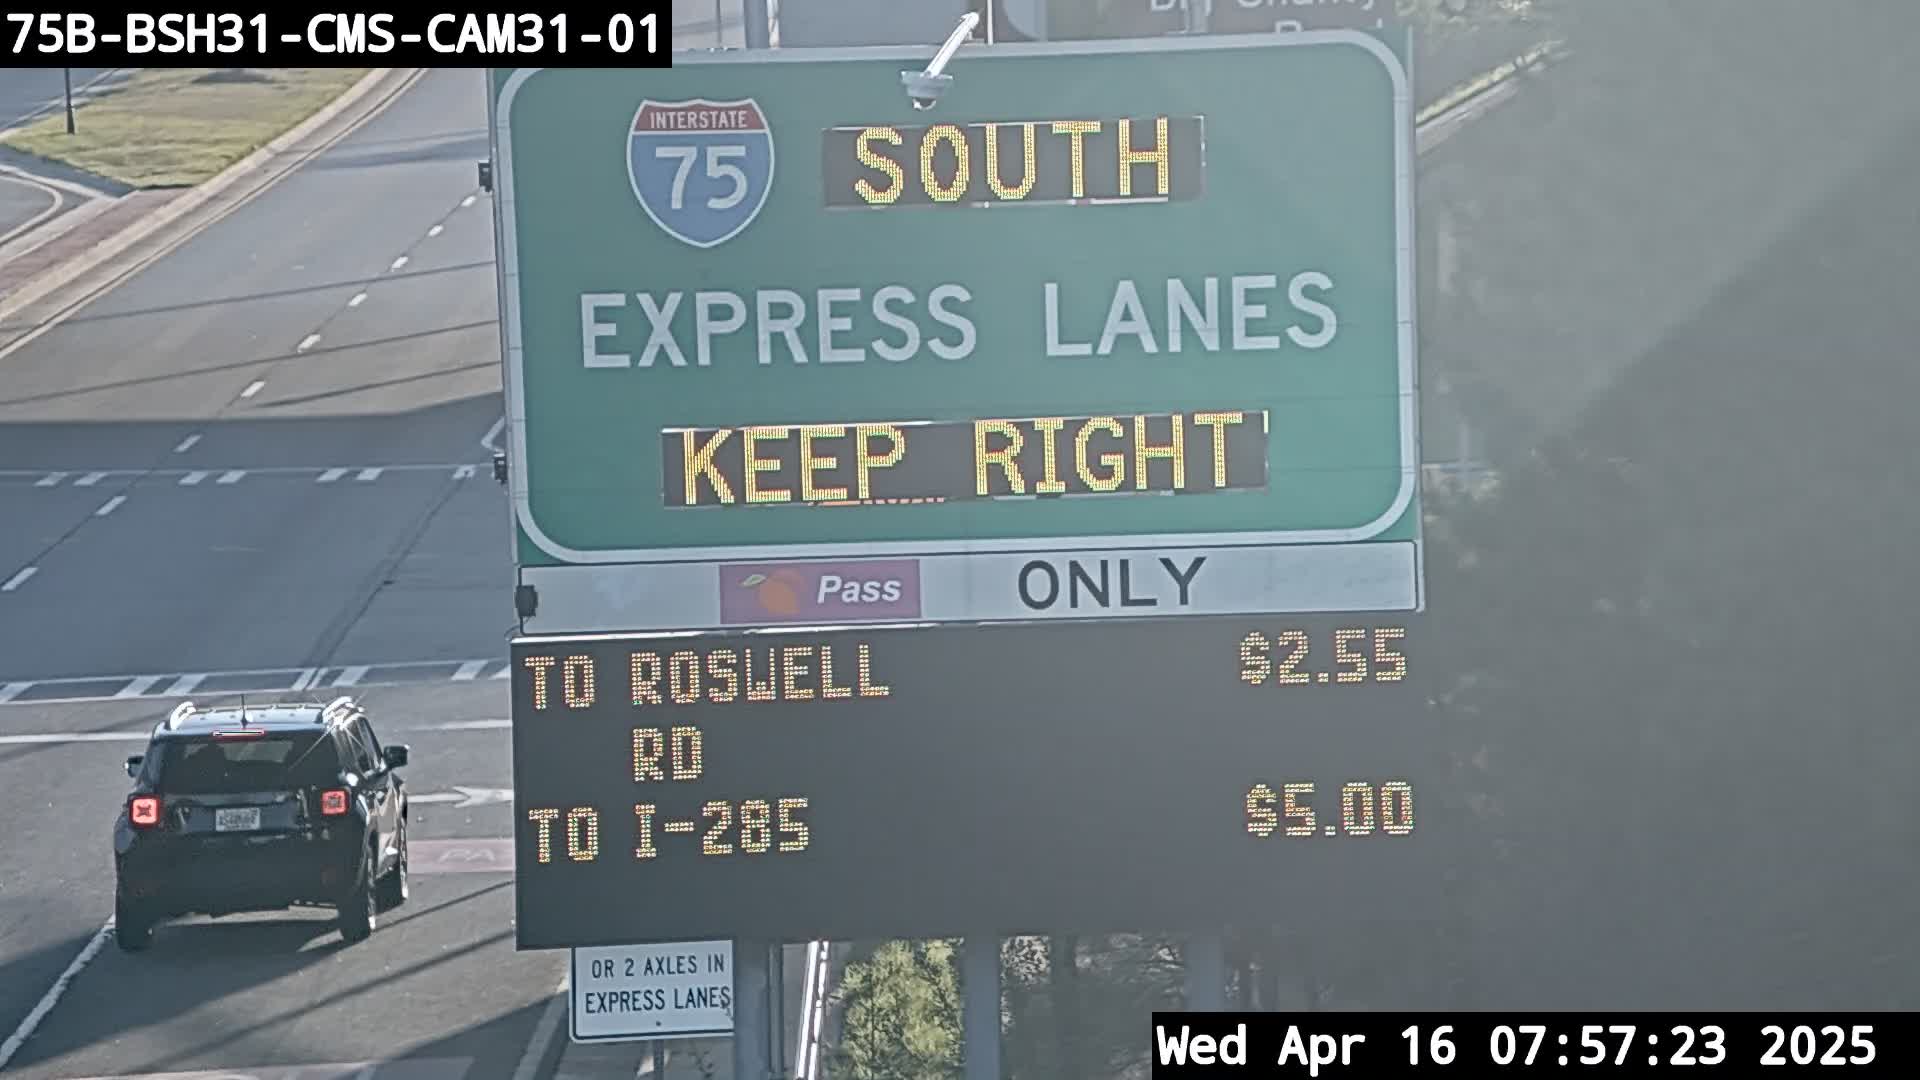 75B-BSH31-CMS-CAM31-01
INTERSTATE
75
SOUTH
EXPRESS LANES
KEEP RIGHT
Pass ONLY
TO ROSWELL $2.55
RD
TO I-285 $5.00
OR 2 AXLES IN
EXPRESS LANES
Wed Apr 16 07:57:23 2025